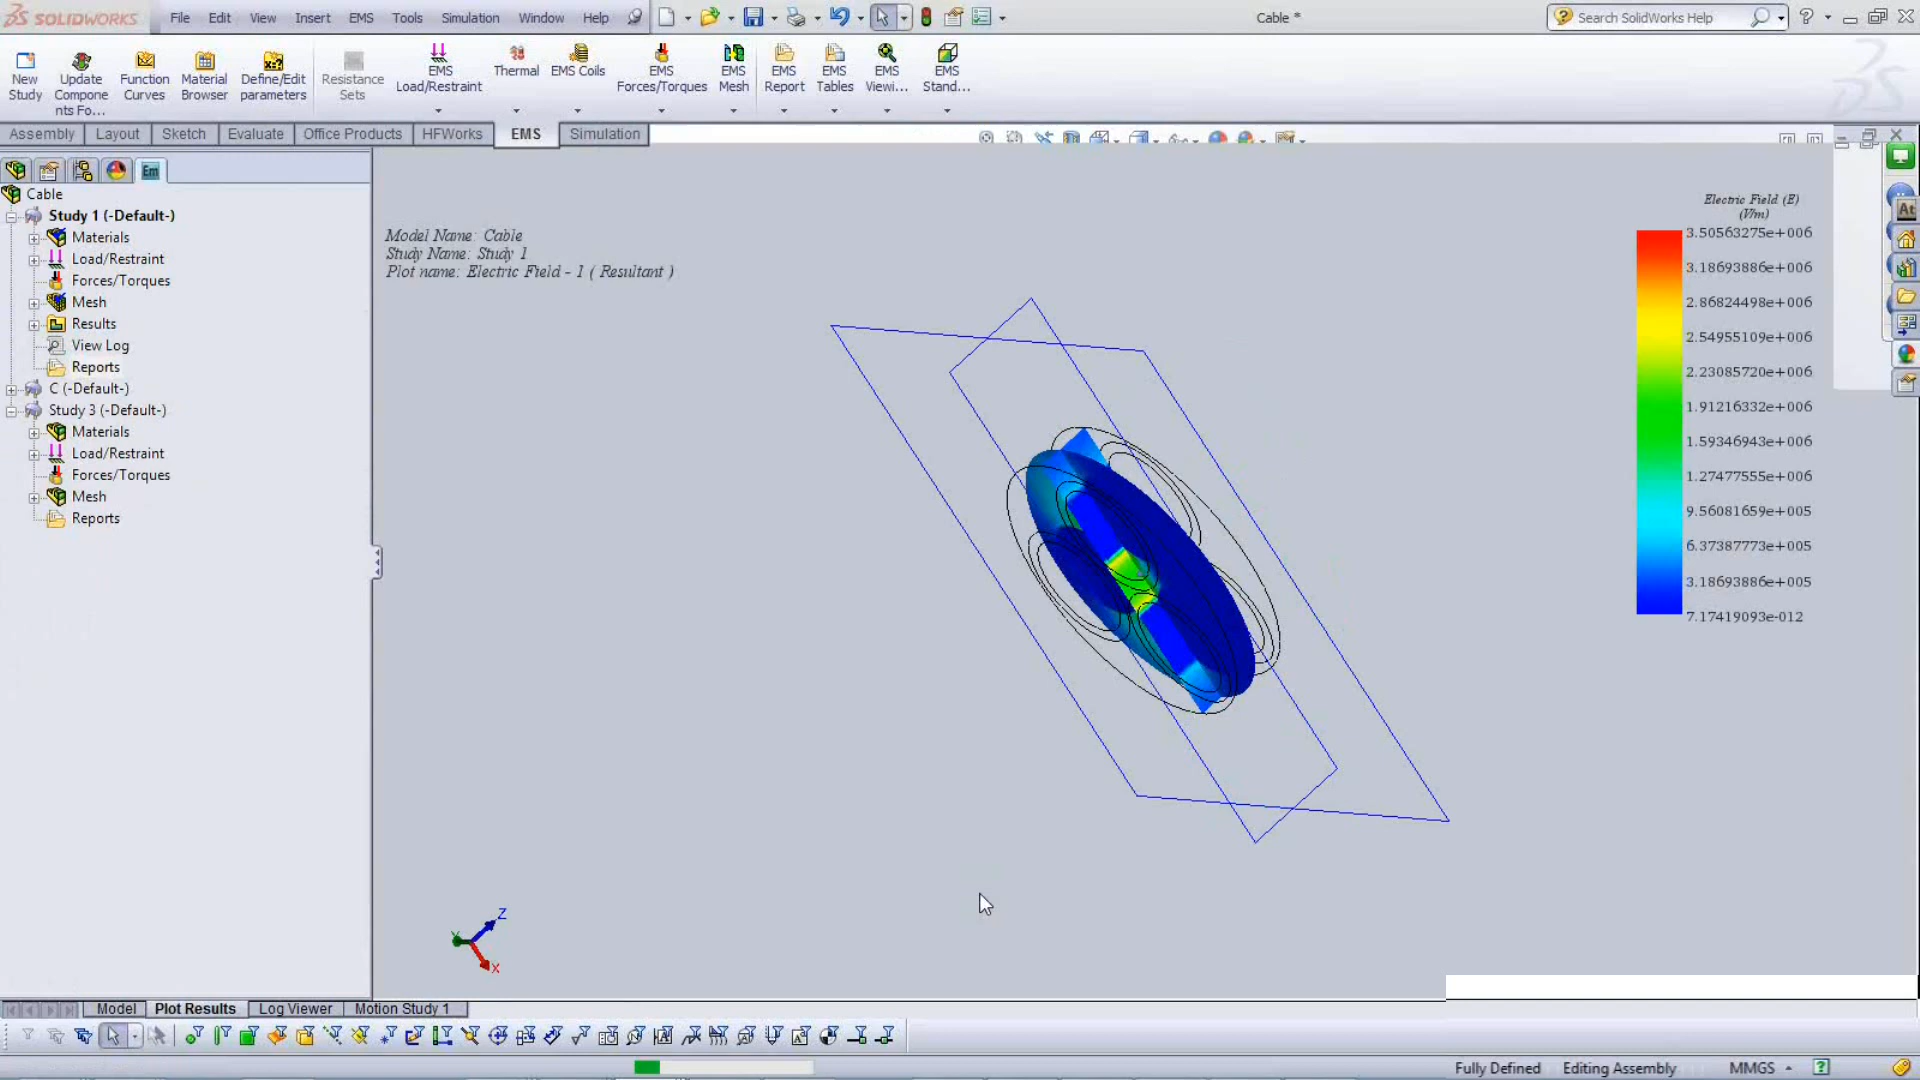 SOLIDWORKS File Edit View Insert EMS Tools Simulation Window Help Cable * Search SolidWorks Help ?
New Study
Update Compone nts Fo...
Function Curves
Material Browser
Define/Edit parameters
Resistance Sets
EMS Load/Restraint
Thermal
EMS Coils
EMS Forces/Torques
EMS Mesh
EMS Report
EMS Tables
EMS Viewi...
EMS Stand...
Assembly Layout Sketch Evaluate Office Products HFWorks EMS Simulation
Em
Cable
Study 1 (-Default-)
Materials
Load/Restraint
Forces/Torques
Mesh
Results
View Log
Reports
C (-Default-)
Study 3 (-Default-)
Materials
Load/Restraint
Forces/Torques
Mesh
Reports
Model Name: Cable
Study Name: Study 1
Plot name: Electric Field - 1 ( Resultant )
Electric Field (E)
(V/m)
3.50563275e+006
3.18693886e+006
2.86824498e+006
2.54955109e+006
2.23085720e+006
1.91216332e+006
1.59346943e+006
1.27477555e+006
9.56081659e+005
6.37387773e+005
3.18693886e+005
7.17419093e-012
At
Z
Y
X
Model Plot Results Log Viewer Motion Study 1
Fully Defined Editing Assembly MMGS ?